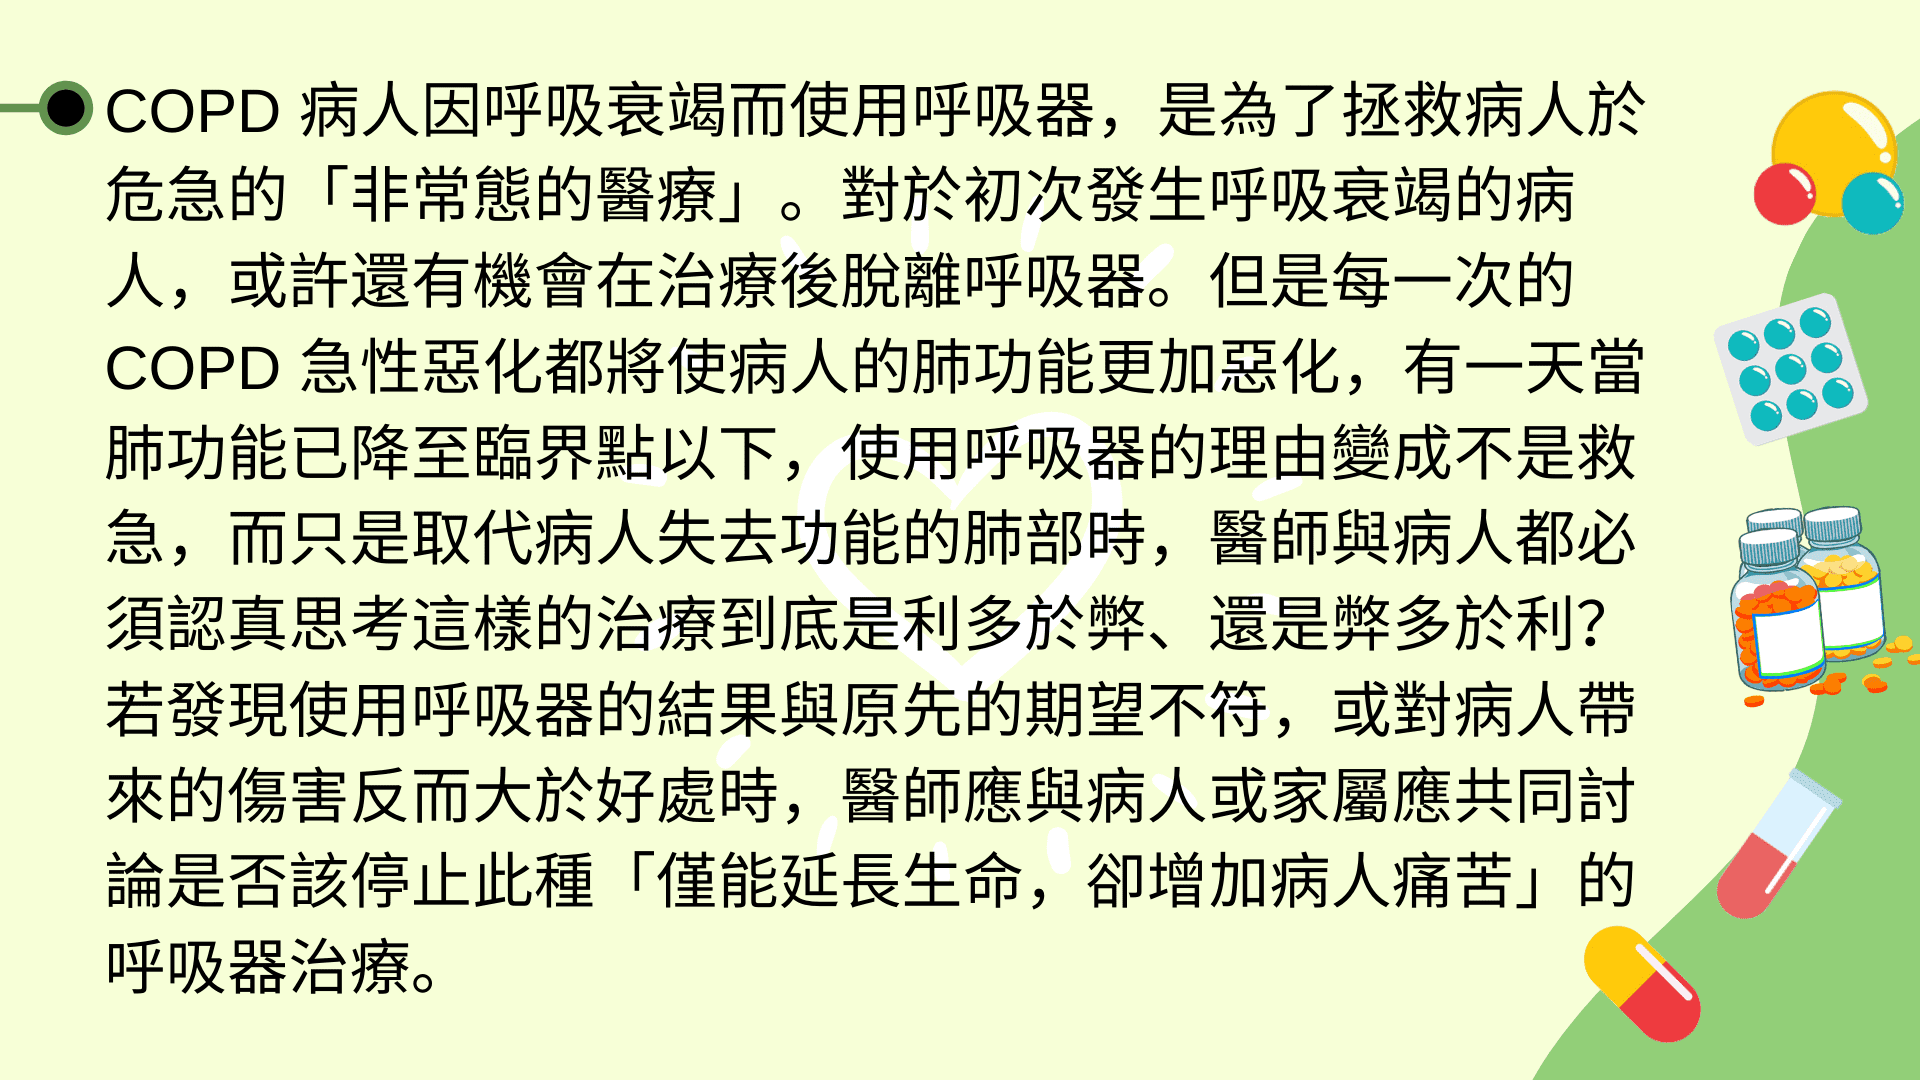 COPD 病人因呼吸衰竭而使用呼吸器，是為了拯救病人於
危急的「非常態的醫療」。對於初次發生呼吸衰竭的病
人，或許還有機會在治療後脫離呼吸器。但是每一次的
COPD 急性惡化都將使病人的肺功能更加惡化，有一天當
肺功能已降至臨界點以下，使用呼吸器的理由變成不是救
急，而只是取代病人失去功能的肺部時，醫師與病人都必
須認真思考這樣的治療到底是利多於弊、還是弊多於利？
若發現使用呼吸器的結果與原先的期望不符，或對病人帶
來的傷害反而大於好處時，醫師應與病人或家屬應共同討
論是否該停止此種「僅能延長生命，卻增加病人痛苦」的
呼吸器治療。